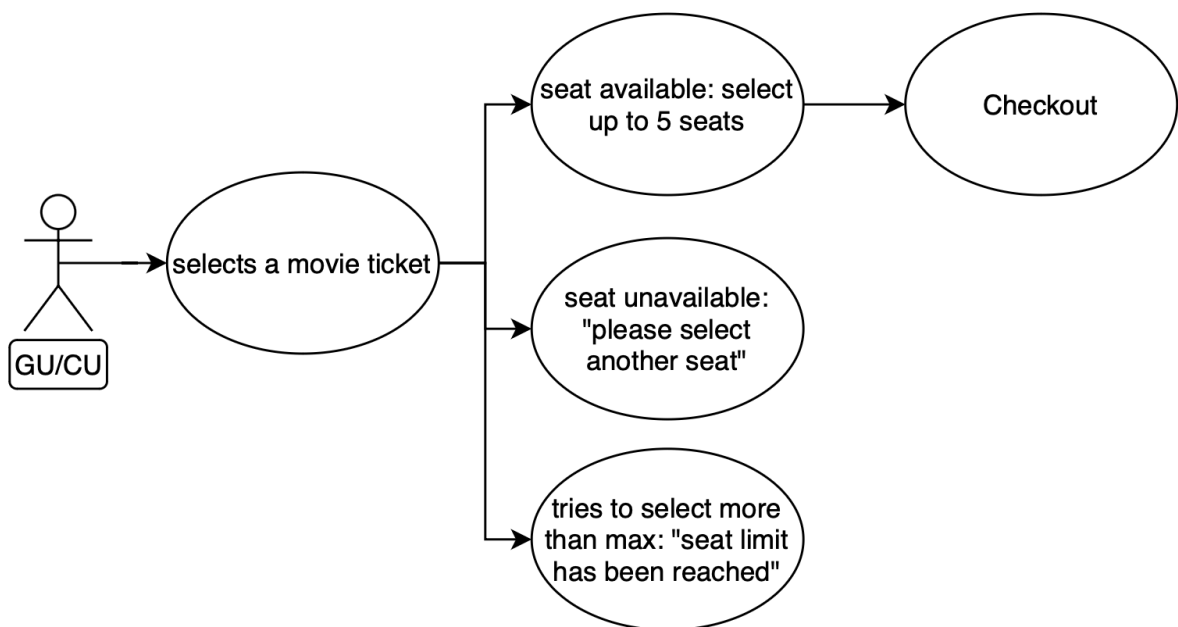 seat available: select
up to 5 seats
Checkout
selects a movie ticket
GU/CU
seat unavailable:
"please select
another seat"
tries to select more
than max: "seat limit
has been reached"